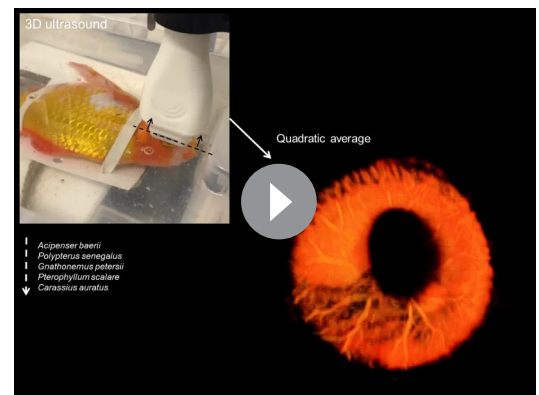 3D ultrasound
Quadratic average
Acipenser baerii
Polypterus senegalus
Gnathonemus petersii
Pterophyllum scalare
Carassius auratus